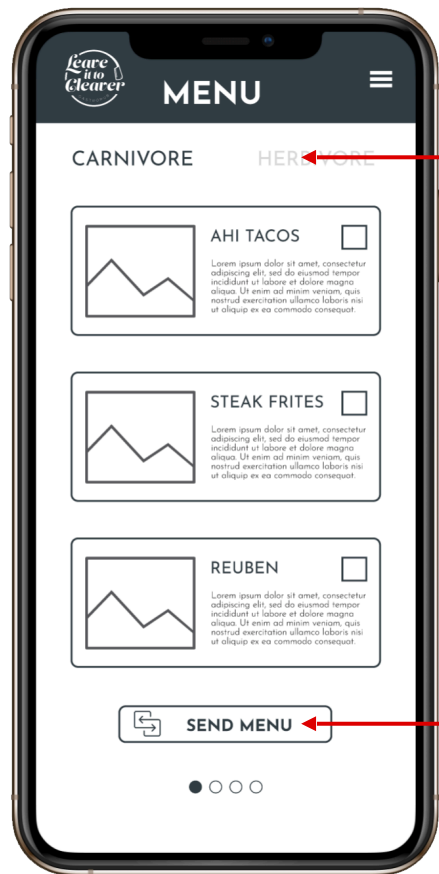 Leave
it to
Cleaver
MENU
CARNIVORE HERBIVORE
AHI TACOS
Lorem ipsum dolor sit amet, consectetur
adipiscing elit, sed do eiusmod tempor
incididunt ut labore et dolore magna
aliqua. Ut enim ad minim veniam, quis
nostrud exercitation ullamco laboris nisi
ut aliquip ex ea commodo consequat.
STEAK FRITES
Lorem ipsum dolor sit amet, consectetur
adipiscing elit, sed do eiusmod tempor
incididunt ut labore et dolore magna
aliqua. Ut enim ad minim veniam, quis
nostrud exercitation ullamco laboris nisi
ut aliquip ex ea commodo consequat.
REUBEN
Lorem ipsum dolor sit amet, consectetur
adipiscing elit, sed do eiusmod tempor
incididunt ut labore et dolore magna
aliqua. Ut enim ad minim veniam, quis
nostrud exercitation ullamco laboris nisi
ut aliquip ex ea commodo consequat.
SEND MENU